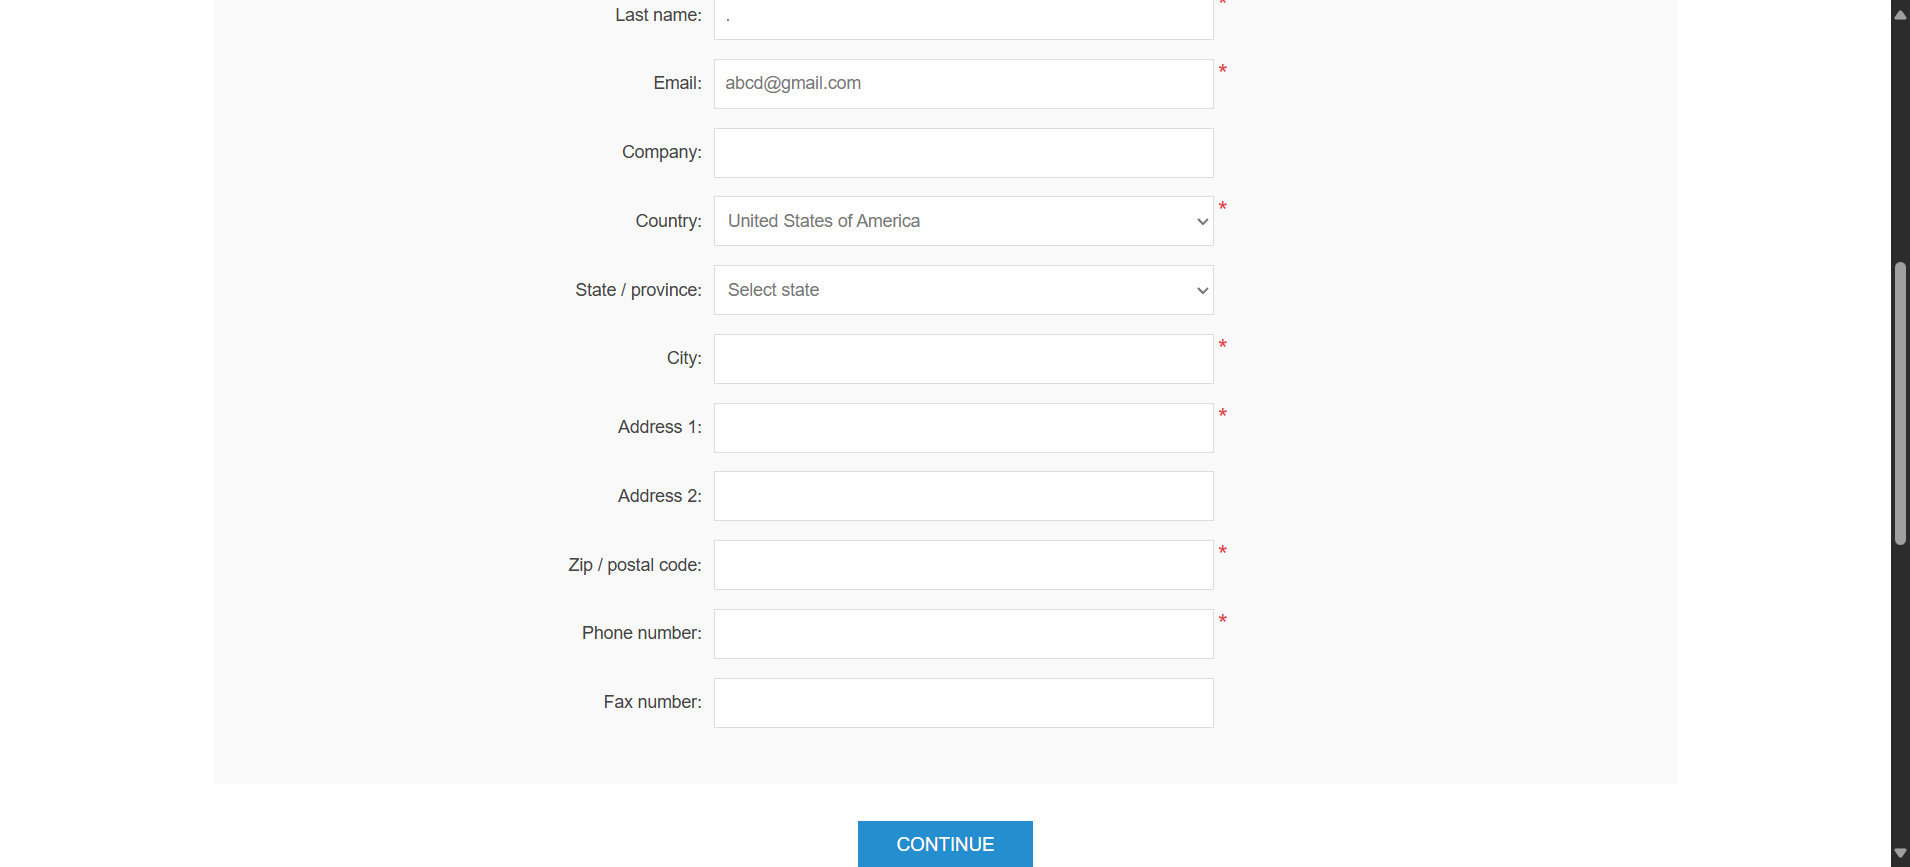 Last name: . *
Email: abcd@gmail.com *
Company:
Country: United States of America *
State / province: Select state
City: *
Address 1: *
Address 2:
Zip / postal code: *
Phone number: *
Fax number:
CONTINUE